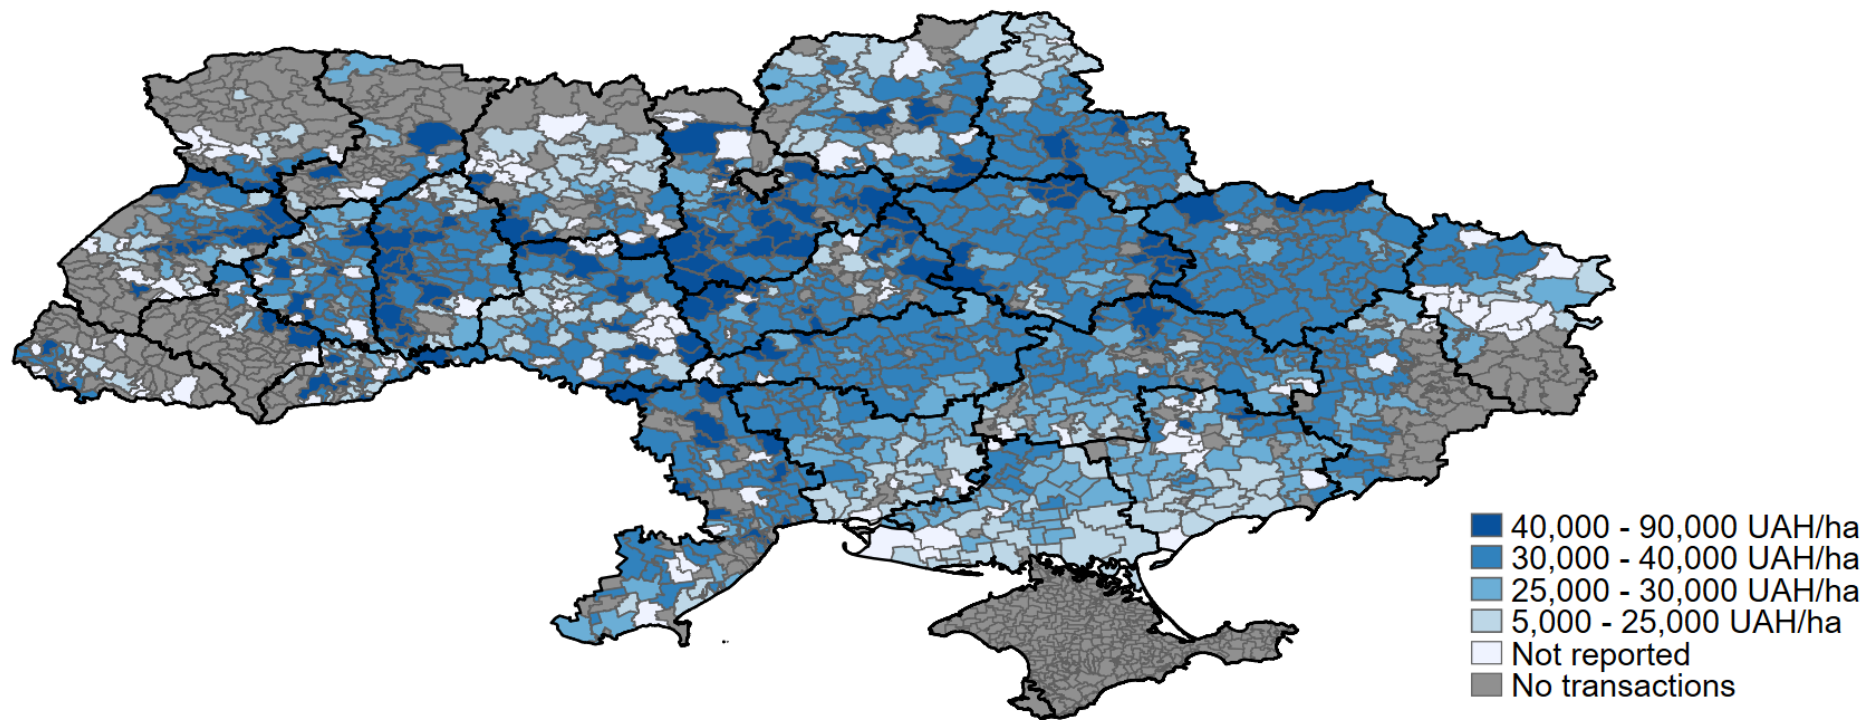 40,000 - 90,000 UAH/ha
30,000 - 40,000 UAH/ha
25,000 - 30,000 UAH/ha
5,000 - 25,000 UAH/ha
Not reported
No transactions